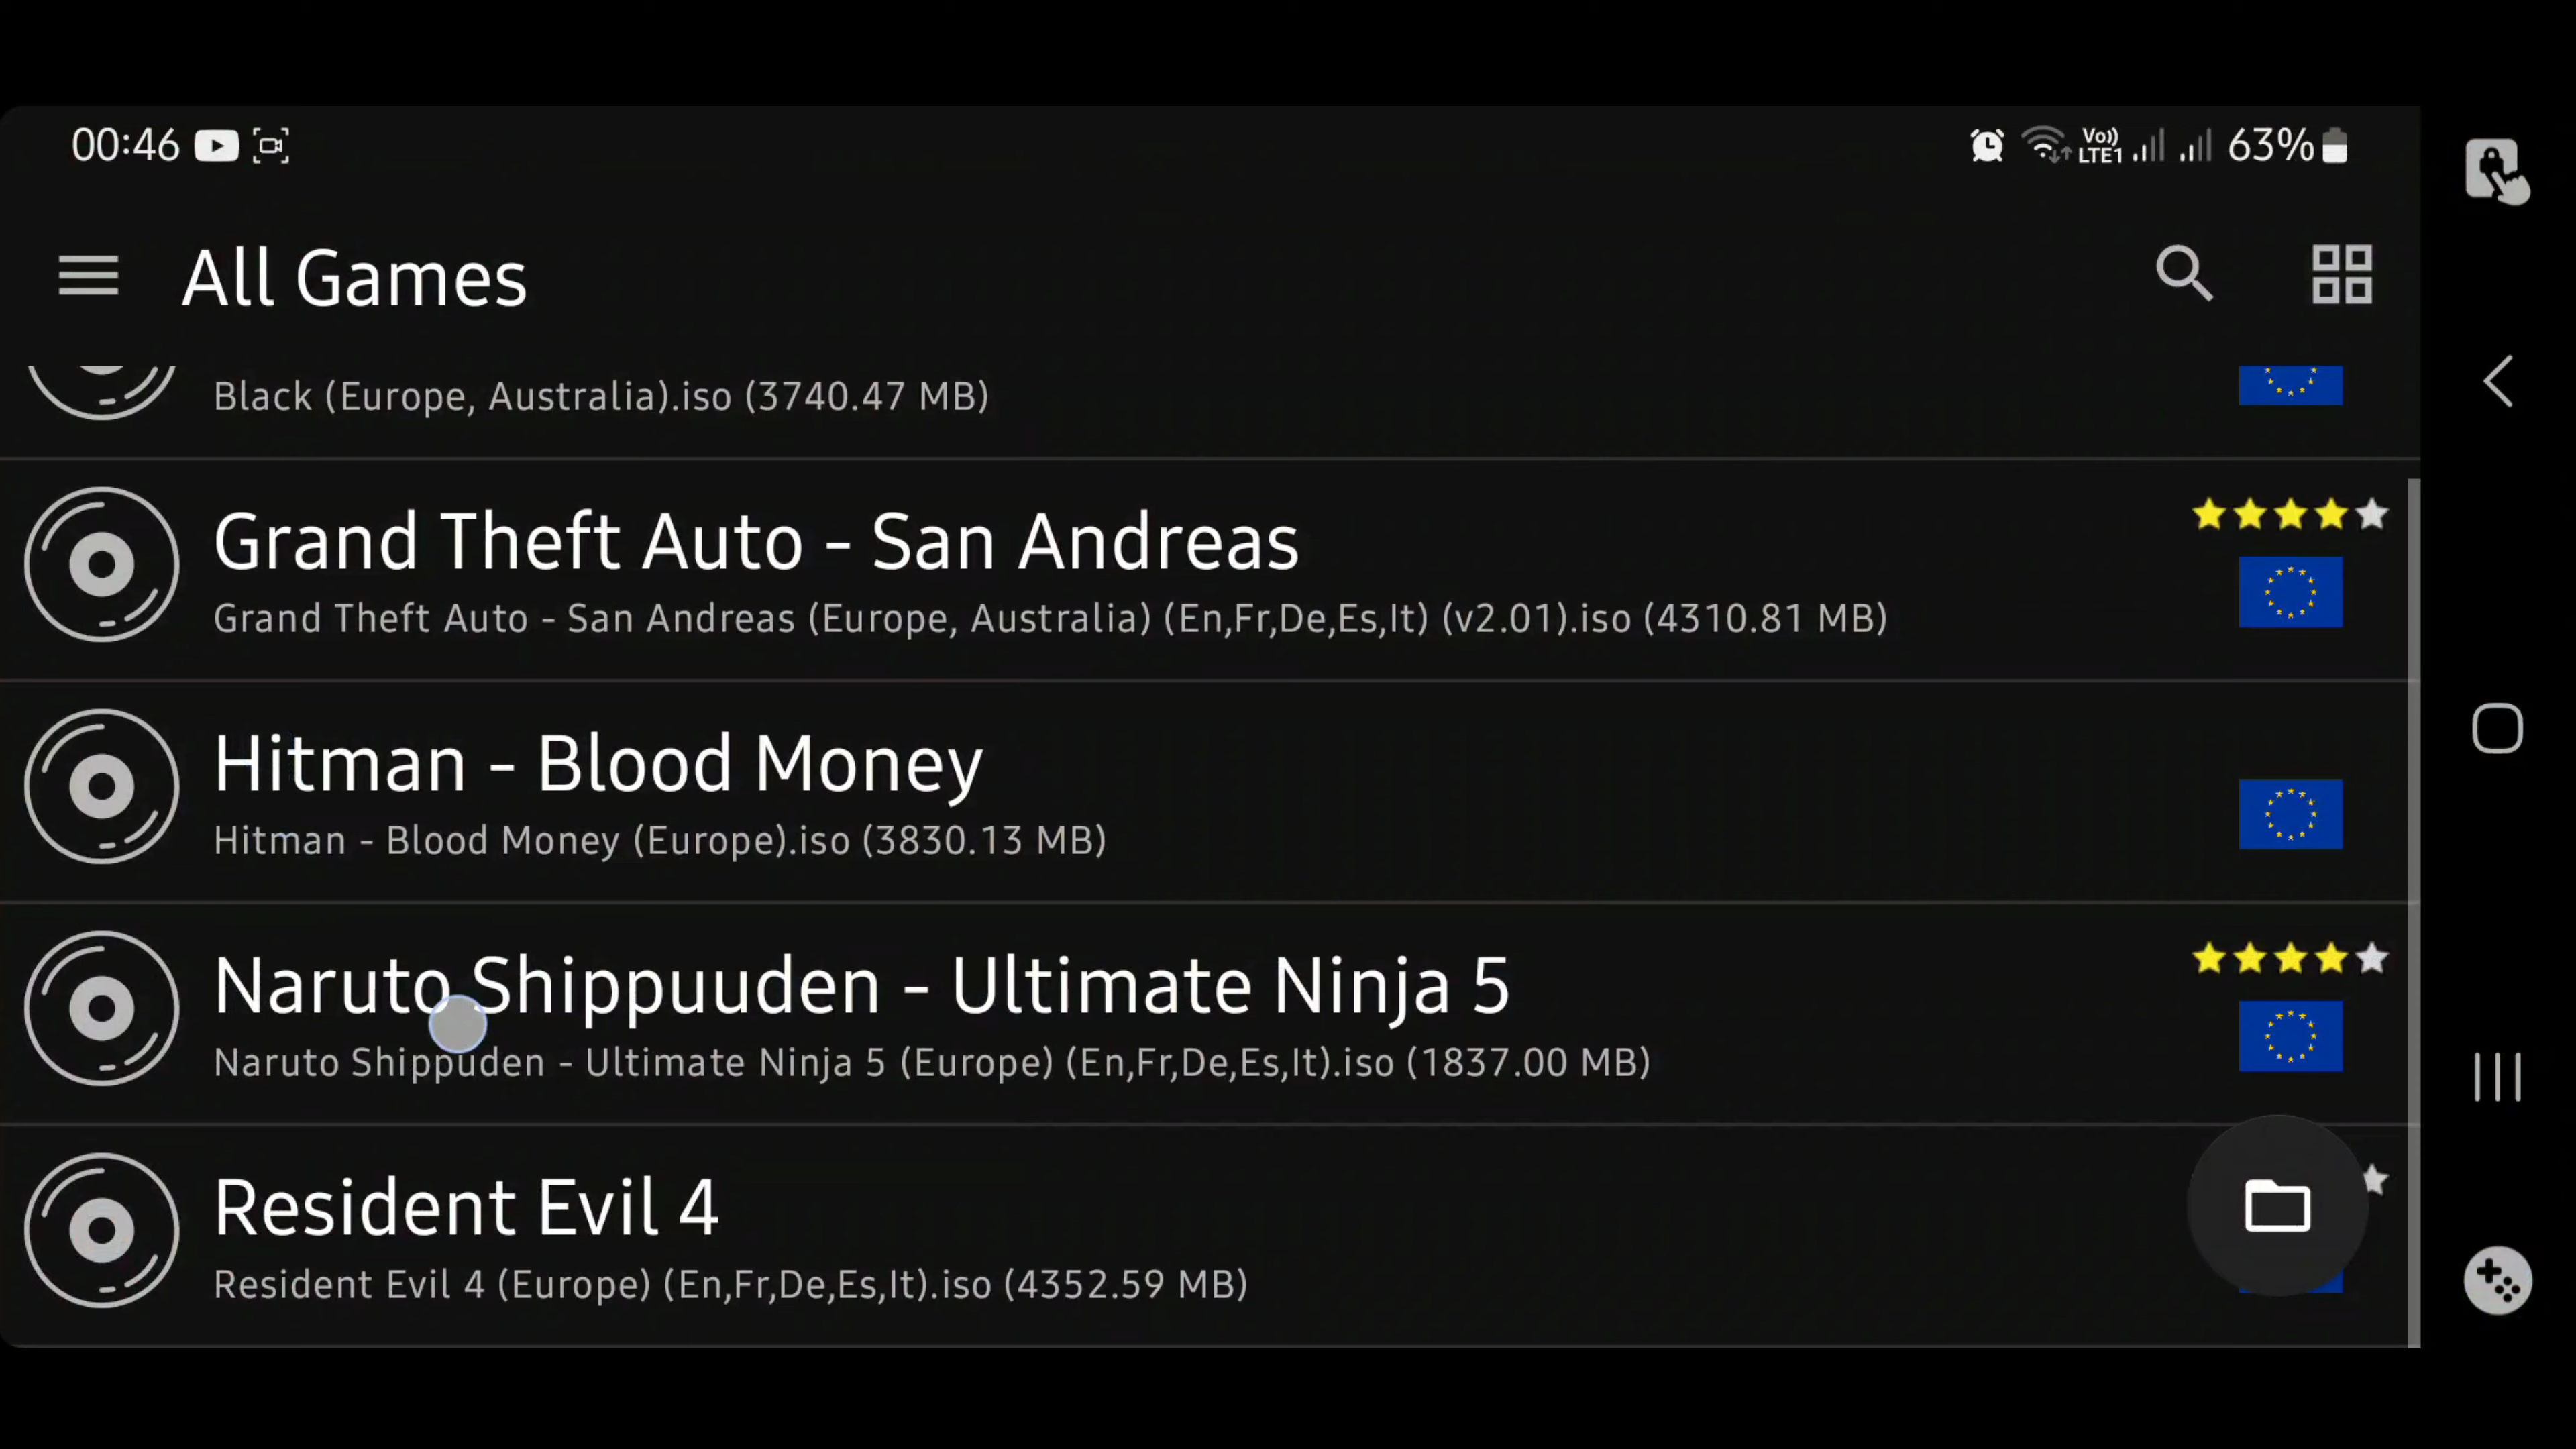 00:46
Vo)) LTE1 63%
All Games
Black (Europe, Australia).iso (3740.47 MB)
Grand Theft Auto - San Andreas
Grand Theft Auto - San Andreas (Europe, Australia) (En,Fr,De,Es,It) (v2.01).iso (4310.81 MB)
Hitman - Blood Money
Hitman - Blood Money (Europe).iso (3830.13 MB)
Naruto Shippuuden - Ultimate Ninja 5
Naruto Shippuden - Ultimate Ninja 5 (Europe) (En,Fr,De,Es,It).iso (1837.00 MB)
Resident Evil 4
Resident Evil 4 (Europe) (En,Fr,De,Es,It).iso (4352.59 MB)